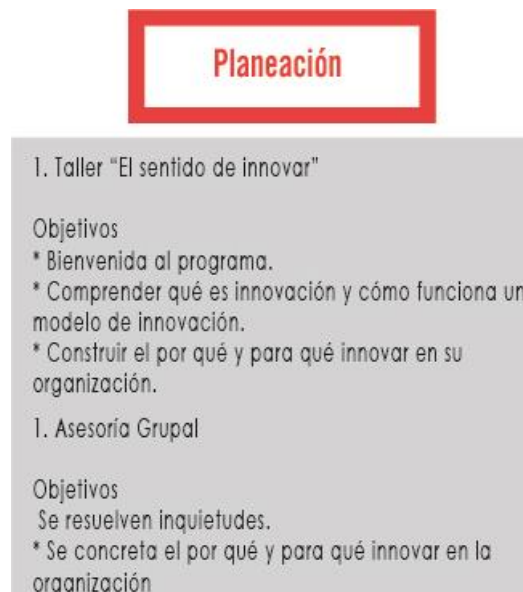 Planeación
1. Taller “El sentido de innovar”
Objetivos
* Bienvenida al programa.
* Comprender qué es innovación y cómo funciona un
modelo de innovación.
* Construir el por qué y para qué innovar en su
organización.
1. Asesoría Grupal
Objetivos
Se resuelven inquietudes.
* Se concreta el por qué y para qué innovar en la
organización